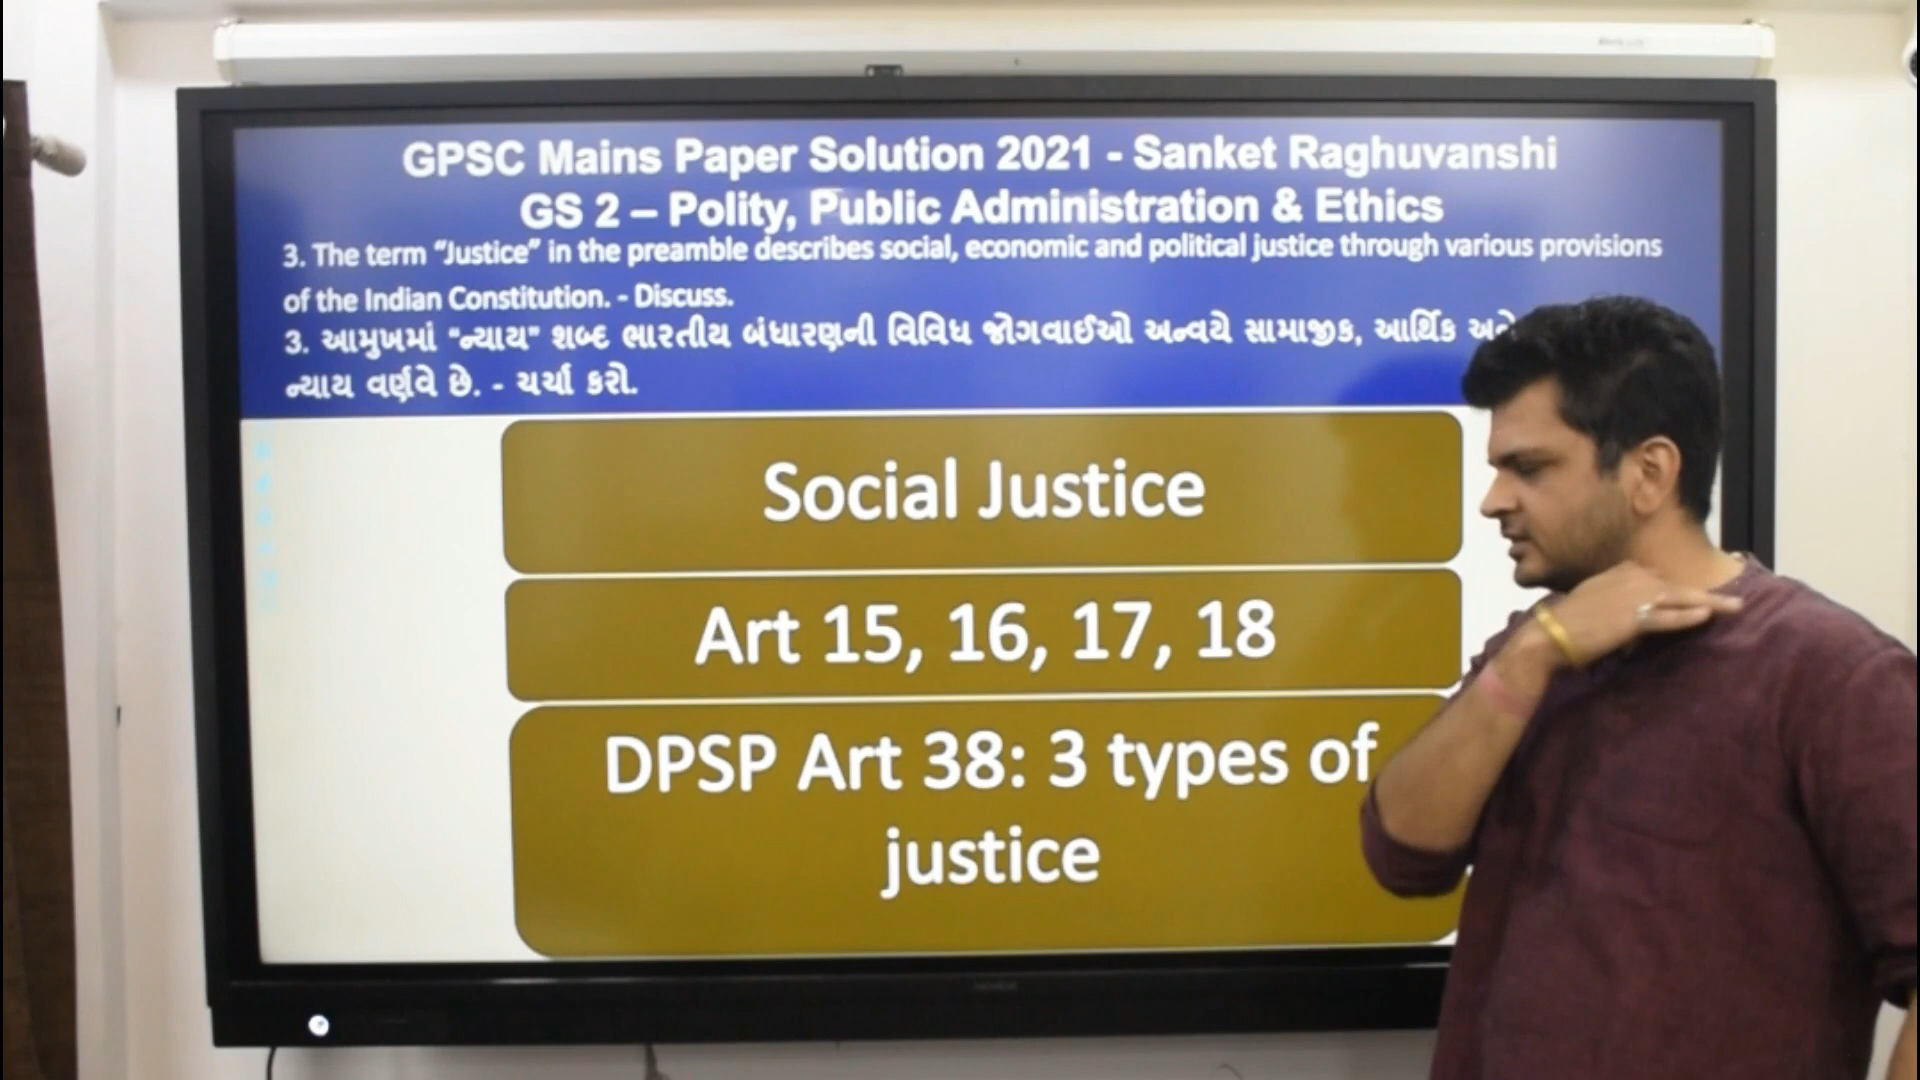 GPSC Mains Paper Solution 2021 - Sanket Raghuvanshi
GS 2 – Polity, Public Administration & Ethics
3. The term “Justice” in the preamble describes social, economic and political justice through various provisions
of the Indian Constitution. - Discuss.
3. આમુખમાં “ન્યાય” શબ્દ ભારતીય બંધારણની વિવિધ જોગવાઈઓ અન્વયે સામાજીક, આર્થિક અને
ન્યાય વર્ણવે છે. - ચર્ચા કરો.
Social Justice
Art 15, 16, 17, 18
DPSP Art 38: 3 types of
justice